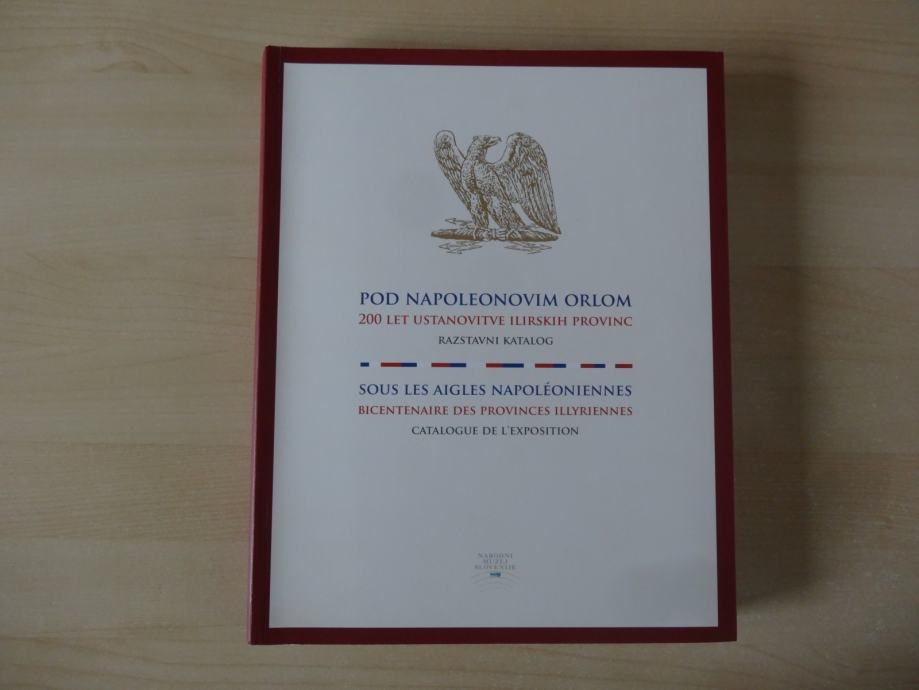 POD NAPOLEONOVIM ORLOM
200 LET USTANOVITVE ILIRSKIH PROVINC
RAZSTAVNI KATALOG
SOUS LES AIGLES NAPOLÉONIENNES
BICENTENAIRE DES PROVINCES ILLYRIENNES
CATALOGUE DE L'EXPOSITION
NARODNI
MUZEJ
SLOVENIJE